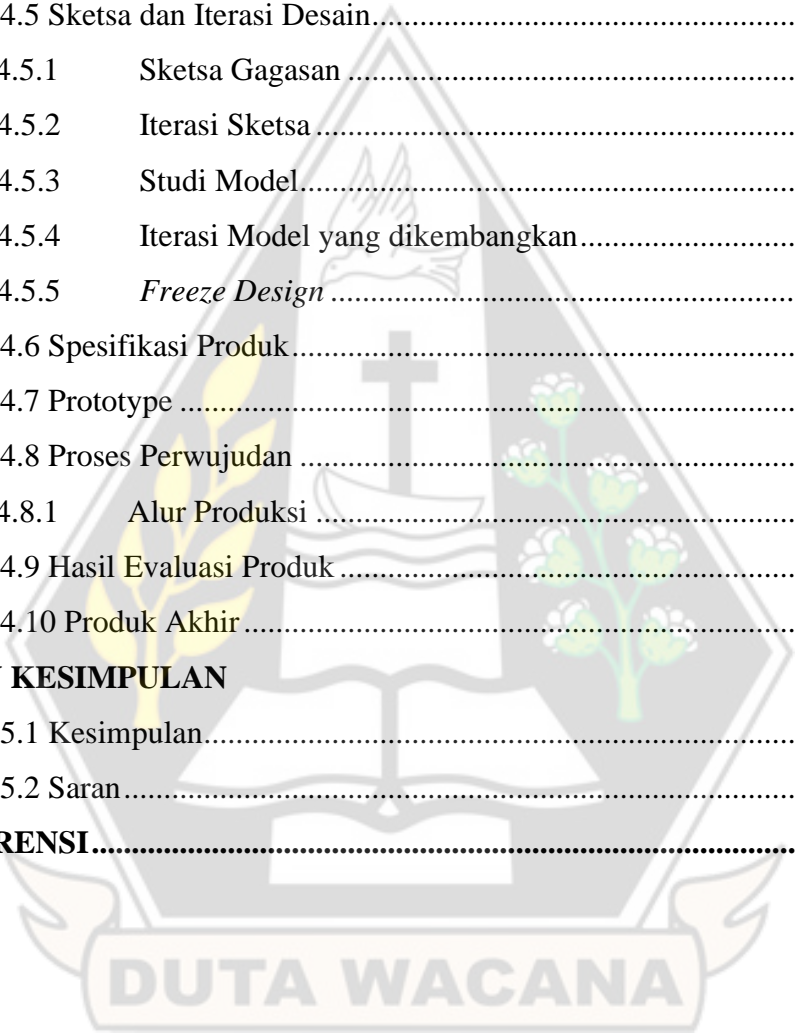 4.5 Sketsa dan Iterasi Desain....................................................
4.5.1 Sketsa Gagasan ....................................................
4.5.2 Iterasi Sketsa ....................................................
4.5.3 Studi Model....................................................
4.5.4 Iterasi Model yang dikembangkan..............................
4.5.5 Freeze Design ....................................................
4.6 Spesifikasi Produk....................................................
4.7 Prototype ....................................................
4.8 Proses Perwujudan ....................................................
4.8.1 Alur Produksi ....................................................
4.9 Hasil Evaluasi Produk ....................................................
4.10 Produk Akhir ....................................................
KESIMPULAN
5.1 Kesimpulan....................................................
5.2 Saran ....................................................
RENSI....................................................
DUTA WACANA